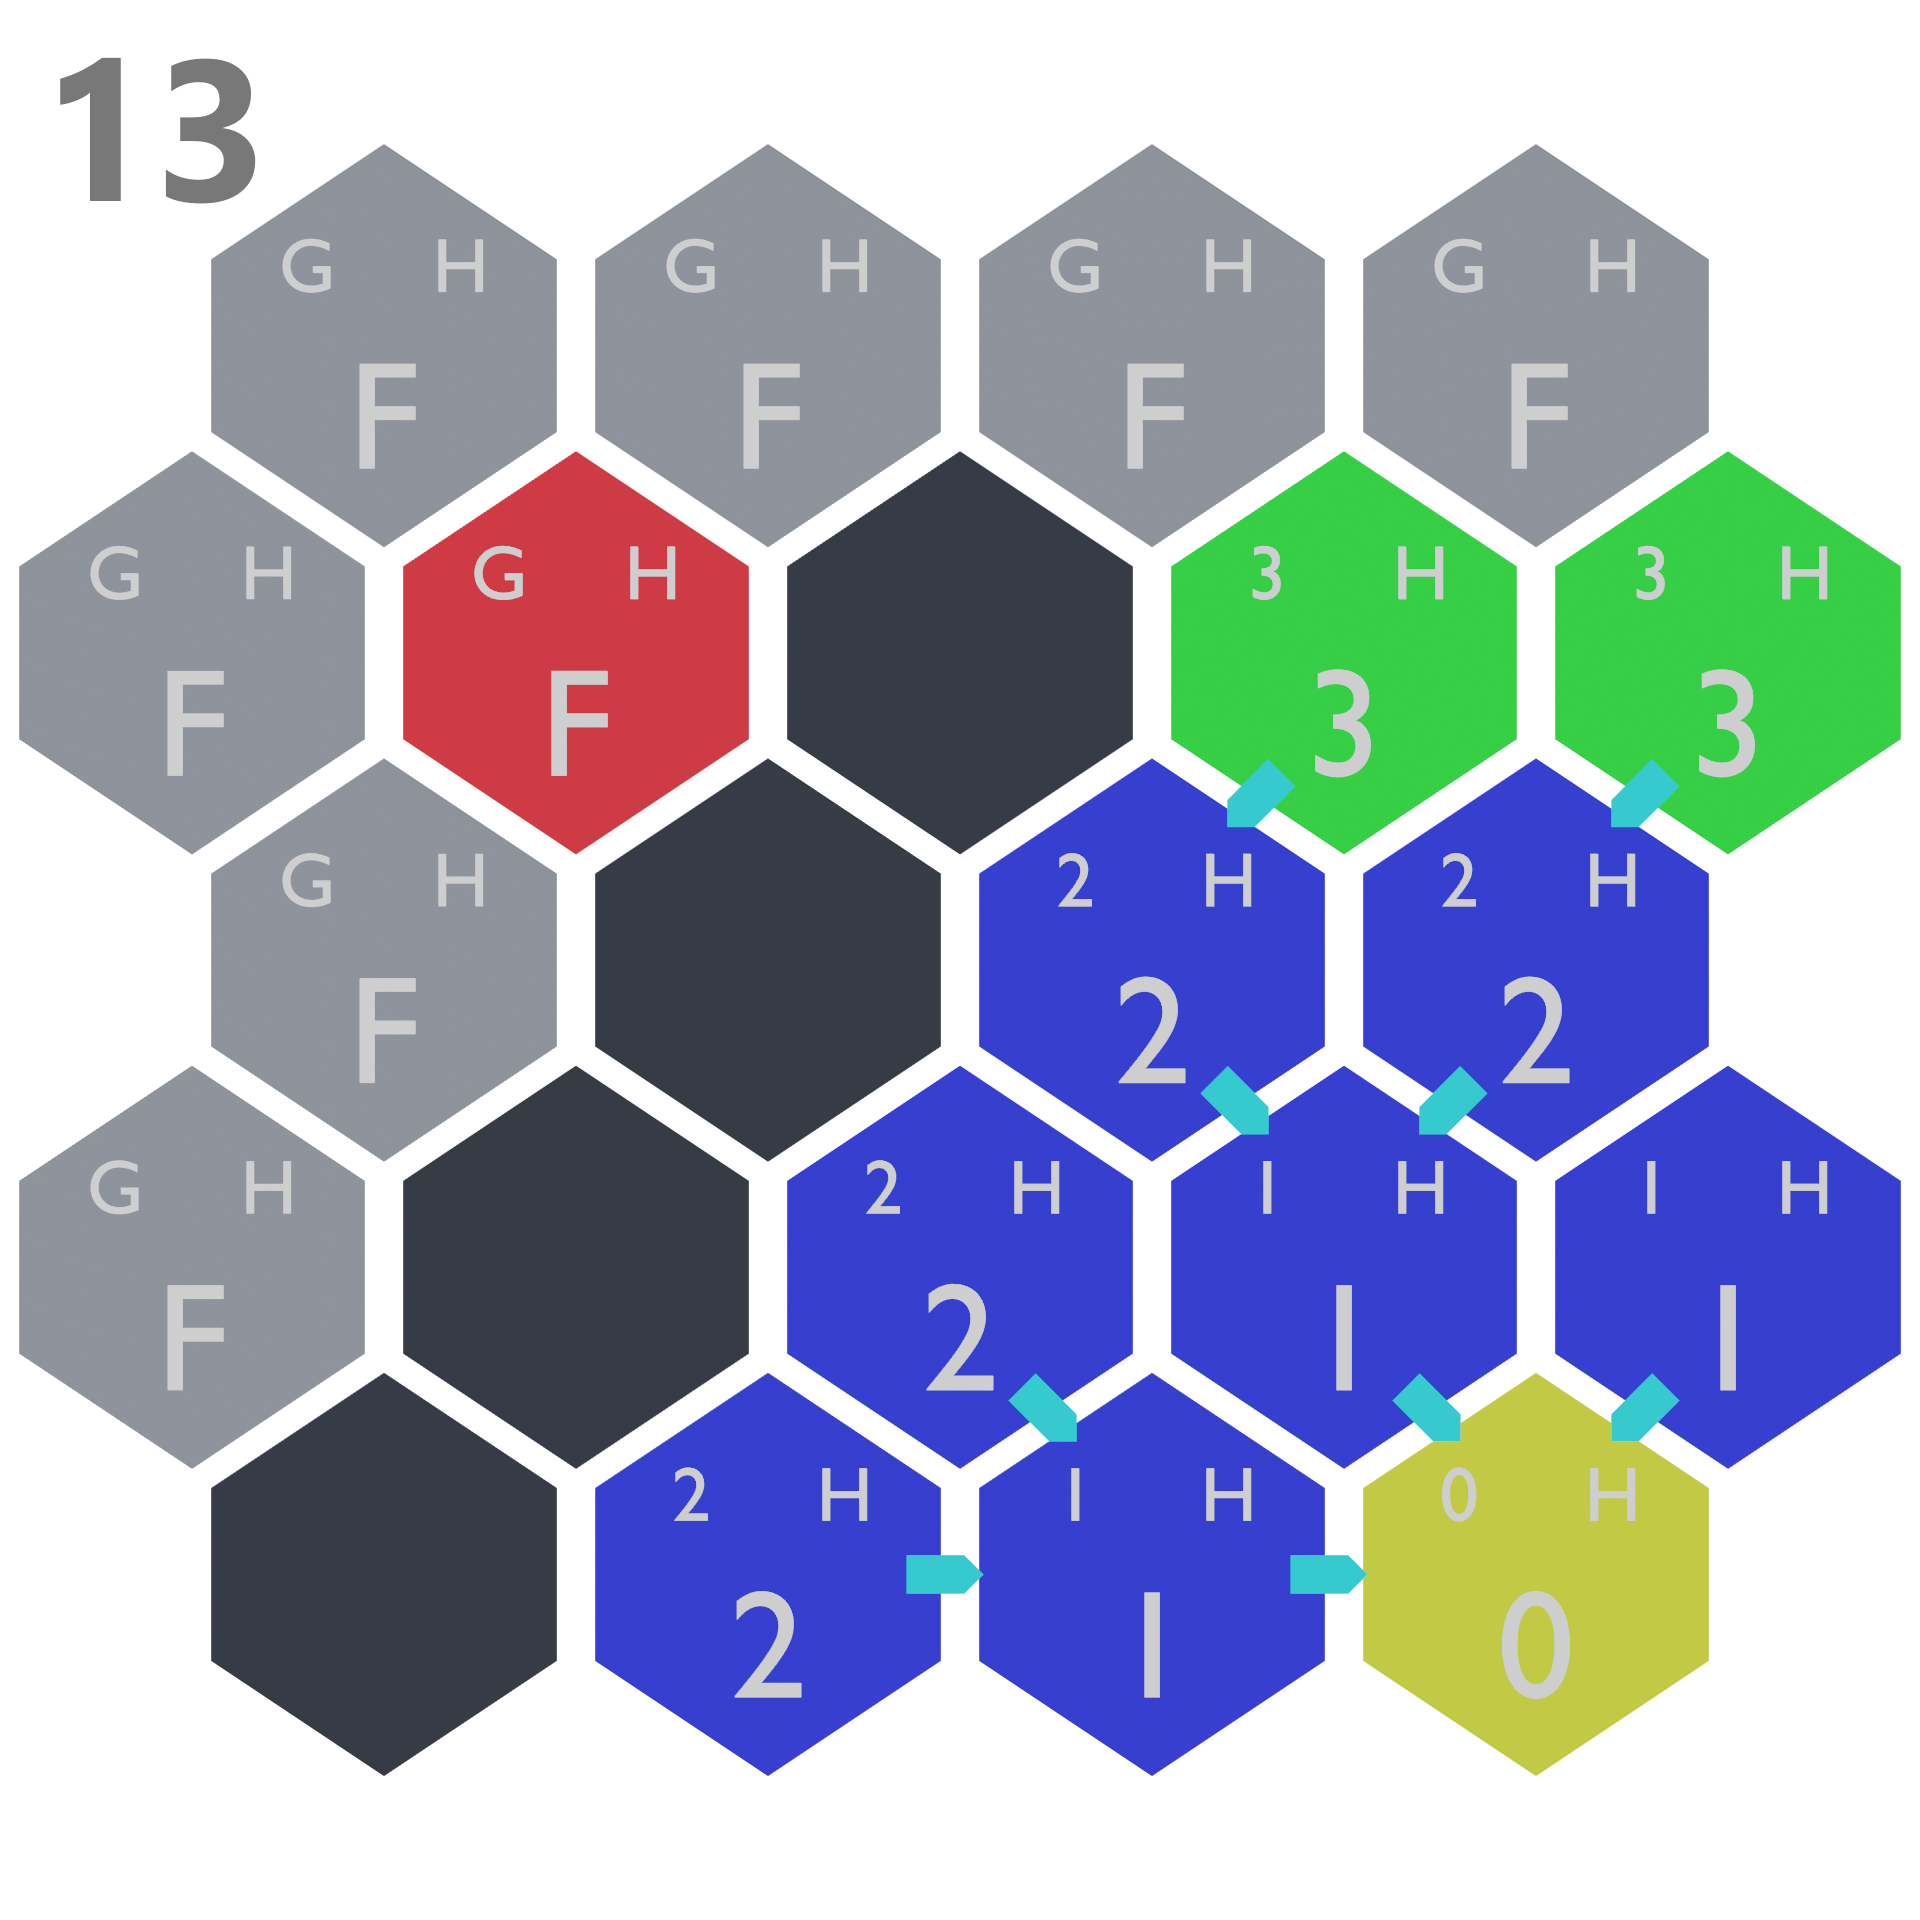 13
G H G H G H G H
F F F F
G H G H 3 H 3 H
F F 3 3
G H 2 H 2 H
F 2 2
G H 2 H 1 H 1 H
F 2 1 1
2 H 1 H 0 H
2 1 0